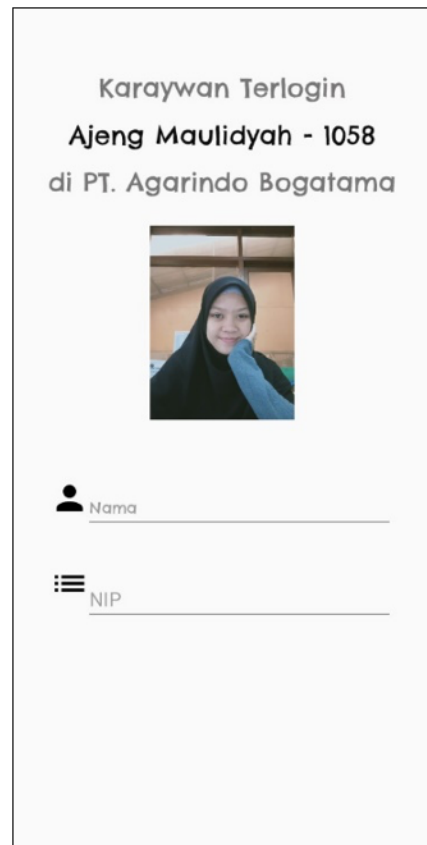 Karaywan Terlogin
Ajeng Maulidyah - 1058
di PT. Agarindo Bogatama
Nama
NIP